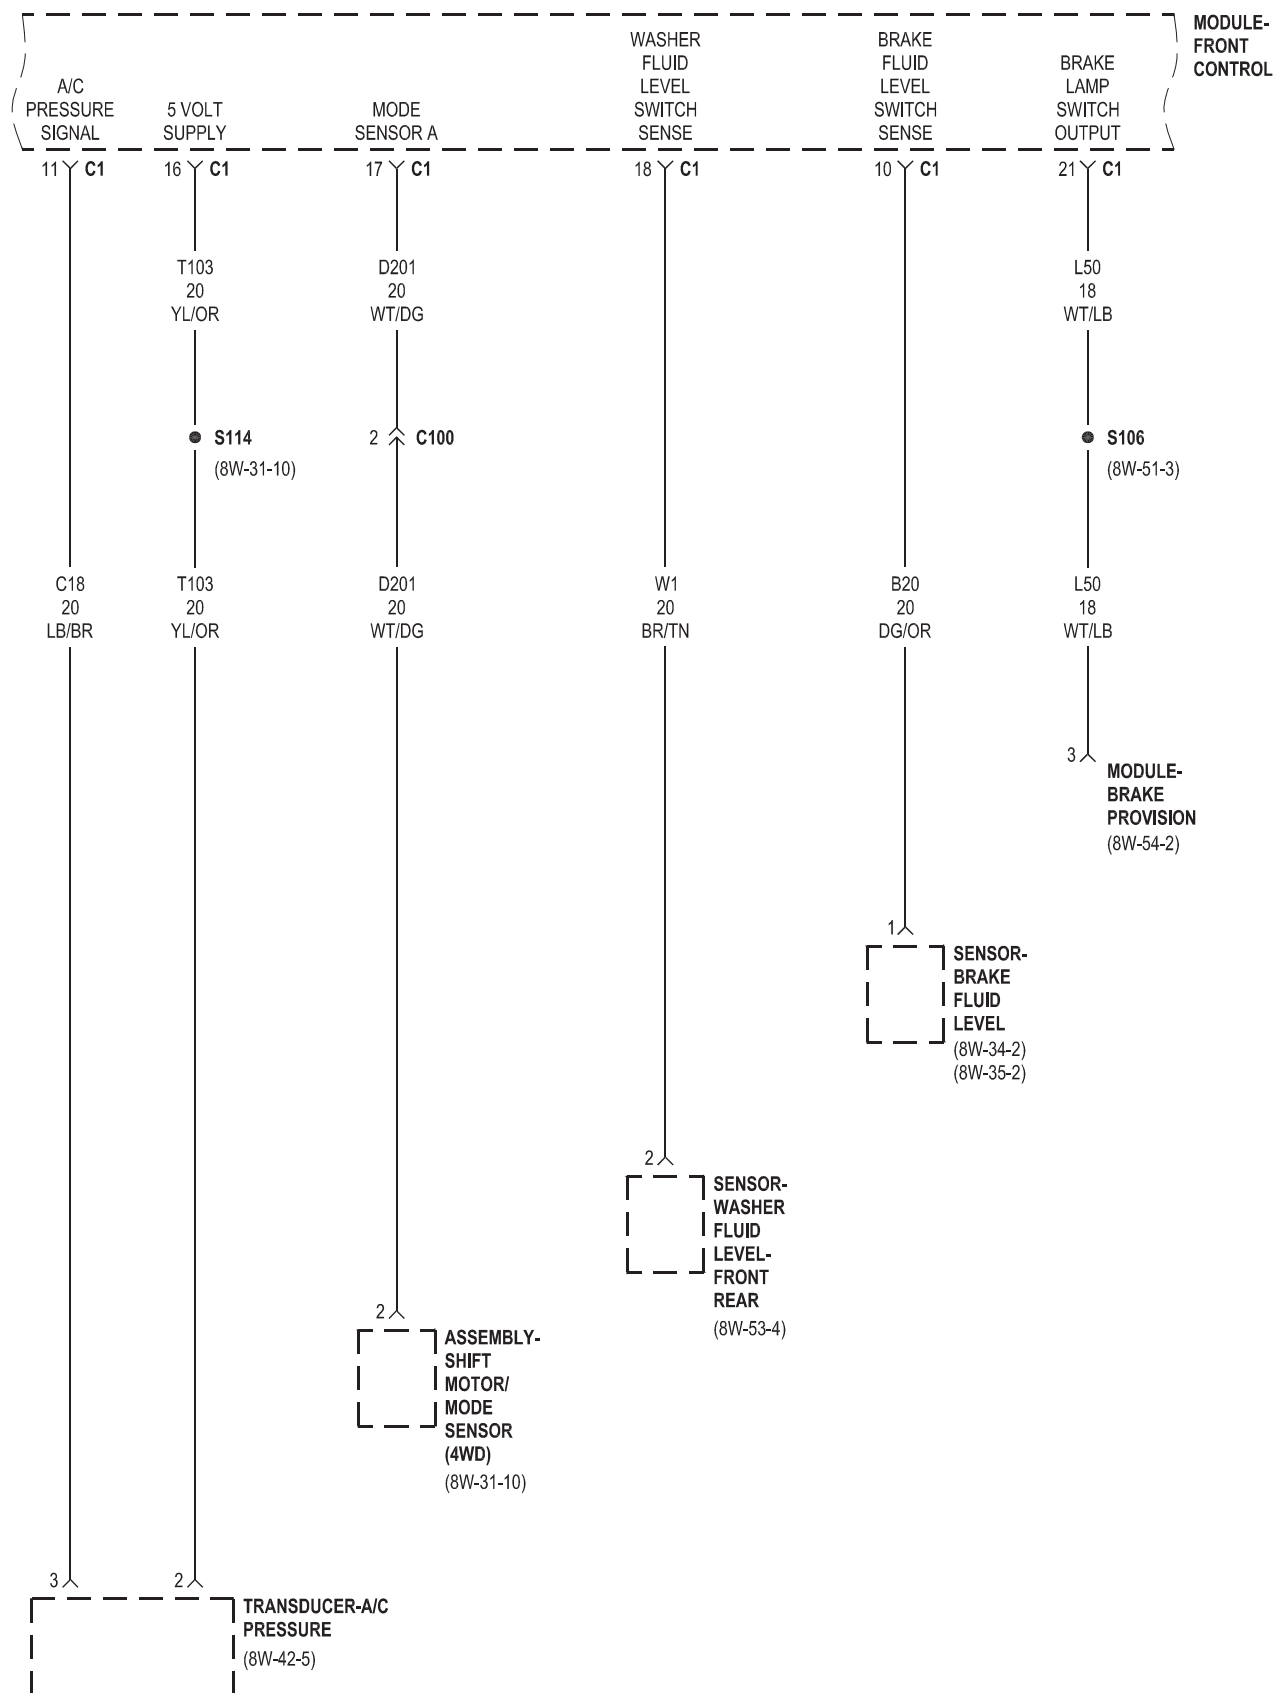 MODULE-
FRONT
CONTROL
A/C
PRESSURE
SIGNAL
5 VOLT
SUPPLY
MODE
SENSOR A
WASHER
FLUID
LEVEL
SWITCH
SENSE
BRAKE
FLUID
LEVEL
SWITCH
SENSE
BRAKE
LAMP
SWITCH
OUTPUT
11 C1
16 C1
17 C1
18 C1
10 C1
21 C1
T103
20
YL/OR
D201
20
WT/DG
L50
18
WT/LB
S114
(8W-31-10)
2 C100
S106
(8W-51-3)
C18
20
LB/BR
T103
20
YL/OR
D201
20
WT/DG
W1
20
BR/TN
B20
20
DG/OR
L50
18
WT/LB
3
MODULE-
BRAKE
PROVISION
(8W-54-2)
1
SENSOR-
BRAKE
FLUID
LEVEL
(8W-34-2)
(8W-35-2)
2
SENSOR-
WASHER
FLUID
LEVEL-
FRONT
REAR
(8W-53-4)
2
ASSEMBLY-
SHIFT
MOTOR/
MODE
SENSOR
(4WD)
(8W-31-10)
3
2
TRANSDUCER-A/C
PRESSURE
(8W-42-5)